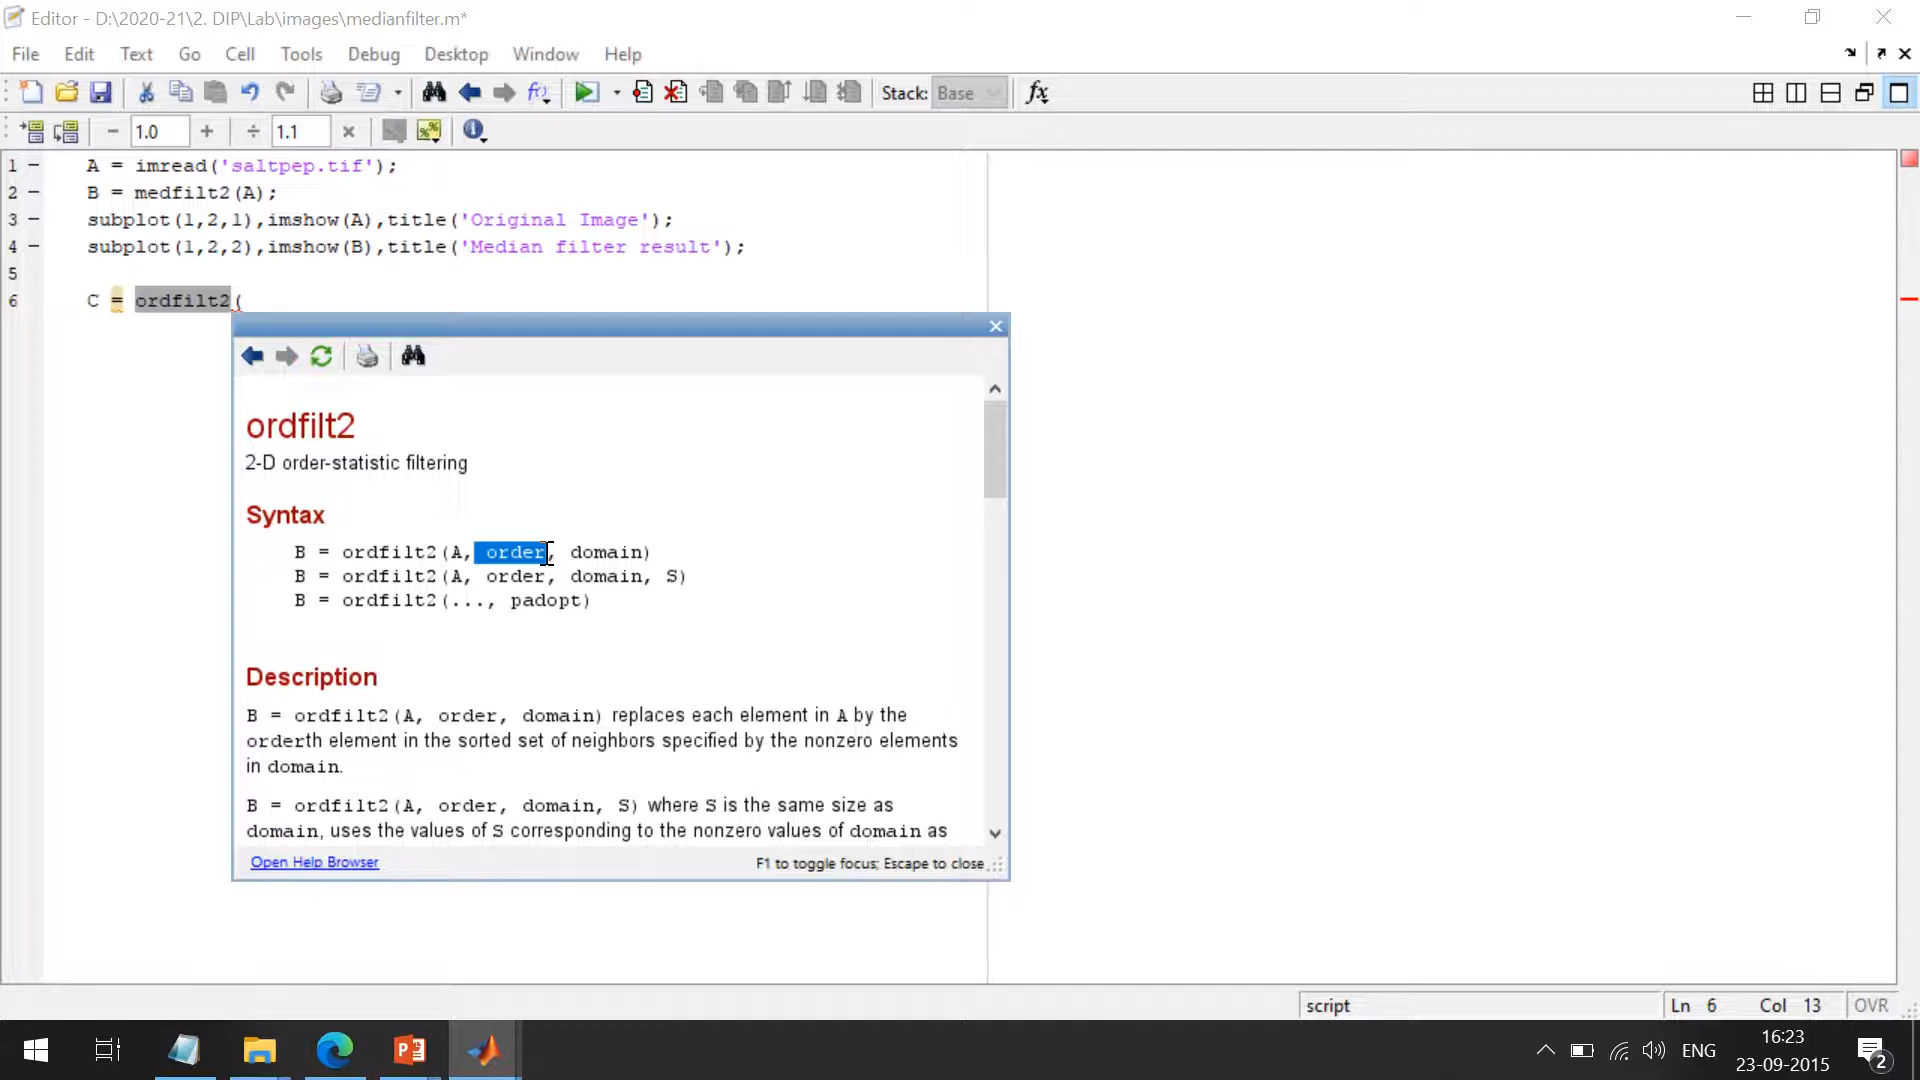 Editor - D:\2020-21\2. DIP\Lab\images\medianfilter.m*
File Edit Text Go Cell Tools Debug Desktop Window Help
Stack: Base fx
- 1.0 + ÷ 1.1 ×
1 - A = imread('saltpep.tif');
2 - B = medfilt2(A);
3 - subplot(1,2,1),imshow(A),title('Original Image');
4 - subplot(1,2,2),imshow(B),title('Median filter result');
5
6 C = ordfilt2(
ordfilt2
2-D order-statistic filtering
Syntax
B = ordfilt2(A, order, domain)
B = ordfilt2(A, order, domain, S)
B = ordfilt2(..., padopt)
Description
B = ordfilt2(A, order, domain) replaces each element in A by the
orderth element in the sorted set of neighbors specified by the nonzero elements
in domain.
B = ordfilt2(A, order, domain, S) where S is the same size as
domain, uses the values of S corresponding to the nonzero values of domain as
Open Help Browser F1 to toggle focus; Escape to close
script Ln 6 Col 13 OVR
ENG 16:23
23-09-2015 2